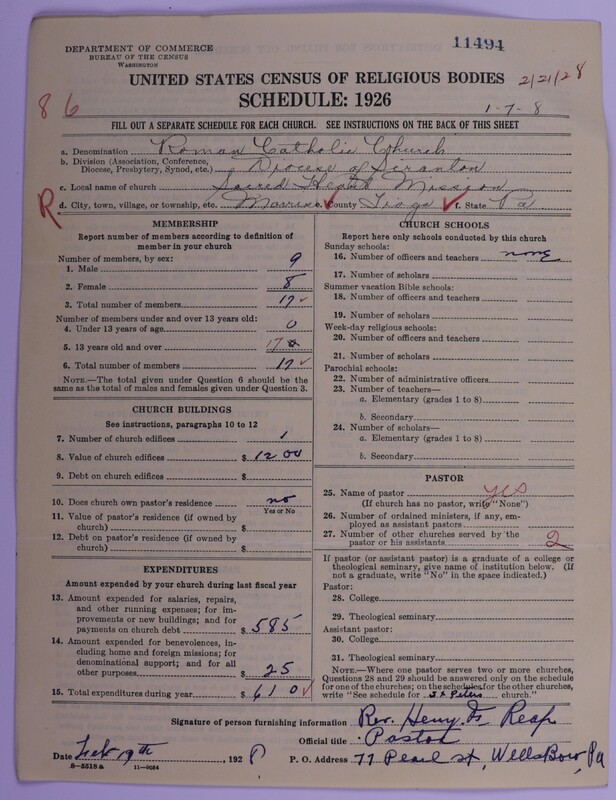 11494
DEPARTMENT OF COMMERCE
BUREAU OF THE CENSUS
WASHINGTON
UNITED STATES CENSUS OF RELIGIOUS BODIES 2/21/28
86 SCHEDULE: 1926
1-7-8
FILL OUT A SEPARATE SCHEDULE FOR EACH CHURCH. SEE INSTRUCTIONS ON THE BACK OF THIS SHEET
a. Denomination Roman Catholic Church
b. Division (Association, Conference, Diocese, Presbytery, Synod, etc.) Diocese of Scranton
c. Local name of church Sacred Heart Mission
R d. City, town, village, or township, etc. Morris e. County Tioga f. State Pa
MEMBERSHIP
Report number of members according to definition of member in your church
Number of members, by sex:
1. Male 9
2. Female 8
3. Total number of members 17
Number of members under and over 13 years old:
4. Under 13 years of age 0
5. 13 years old and over 17
6. Total number of members 17
NOTE.—The total given under Question 6 should be the same as the total of males and females given under Question 3.
CHURCH BUILDINGS
See instructions, paragraphs 10 to 12
7. Number of church edifices 1
8. Value of church edifices $ 1200
9. Debt on church edifices $
10. Does church own pastor's residence no
Yes or No
11. Value of pastor's residence (if owned by church) $
12. Debt on pastor's residence (if owned by church) $
EXPENDITURES
Amount expended by your church during last fiscal year
13. Amount expended for salaries, repairs, and other running expenses; for improvements or new buildings; and for payments on church debt $ 585
14. Amount expended for benevolences, including home and foreign missions; for denominational support; and for all other purposes $ 25
15. Total expenditures during year $ 610
CHURCH SCHOOLS
Report here only schools conducted by this church
Sunday schools:
16. Number of officers and teachers none
17. Number of scholars
Summer vacation Bible schools:
18. Number of officers and teachers
19. Number of scholars
Week-day religious schools:
20. Number of officers and teachers
21. Number of scholars
Parochial schools:
22. Number of administrative officers
23. Number of teachers—
a. Elementary (grades 1 to 8)
b. Secondary
24. Number of scholars—
a. Elementary (grades 1 to 8)
b. Secondary
PASTOR
25. Name of pastor yes
(If church has no pastor, write "None")
26. Number of ordained ministers, if any, employed as assistant pastors
27. Number of other churches served by the pastor or his assistants 2
If pastor (or assistant pastor) is a graduate of a college or theological seminary, give name of institution below. (If not a graduate, write "No" in the space indicated.)
Pastor:
28. College
29. Theological seminary
Assistant pastor:
30. College
31. Theological seminary
NOTE.—Where one pastor serves two or more churches, Questions 28 and 29 should be answered only on the schedule for one of the churches; on the schedules for the other churches, write "See schedule for St Peters church."
Signature of person furnishing information Rev. Henry F. Reap
Official title Pastor
Date Feb 9th, 1928 P. O. Address 77 Pearl st, Wellsboro, Pa
8-5518a 11-9084